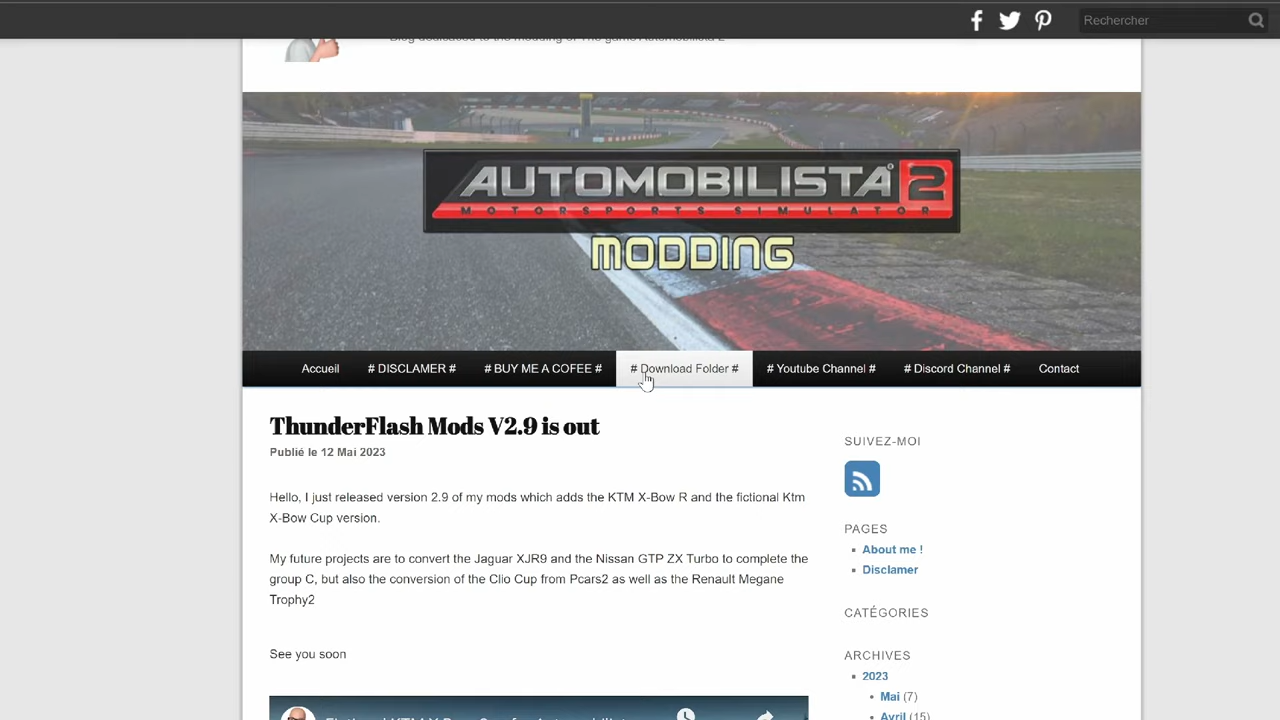 Rechercher
Blog dedicated to the modding of The game Automobilista 2
AUTOMOBILISTA 2
MOTORSPORTS SIMULATOR
MODDING
Accueil # DISCLAMER # # BUY ME A COFEE # # Download Folder # # Youtube Channel # # Discord Channel # Contact
ThunderFlash Mods V2.9 is out
Publié le 12 Mai 2023
Hello, I just released version 2.9 of my mods which adds the KTM X-Bow R and the fictional Ktm
X-Bow Cup version.
My future projects are to convert the Jaguar XJR9 and the Nissan GTP ZX Turbo to complete the
group C, but also the conversion of the Clio Cup from Pcars2 as well as the Renault Megane
Trophy2
See you soon
SUIVEZ-MOI
PAGES
About me !
Disclamer
CATÉGORIES
ARCHIVES
2023
Mai (7)
Avril (15)